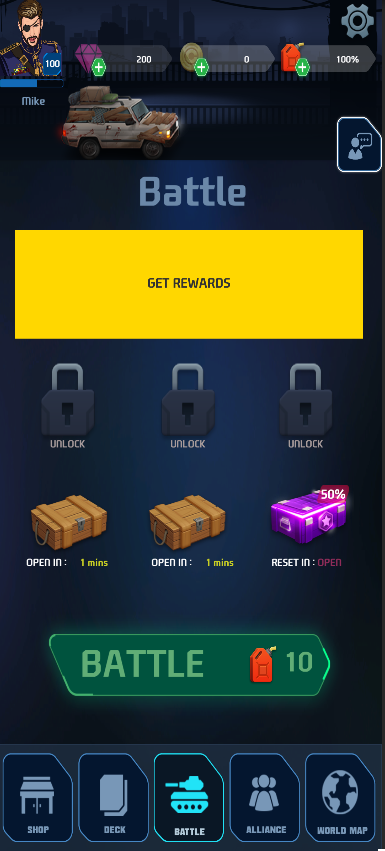 200
0
100%
100
Mike
Battle
GET REWARDS
UNLOCK UNLOCK UNLOCK
50%
OPEN IN : 1 mins OPEN IN : 1 mins RESET IN : OPEN
BATTLE 10
SHOP DECK BATTLE ALLIANCE WORLD MAP